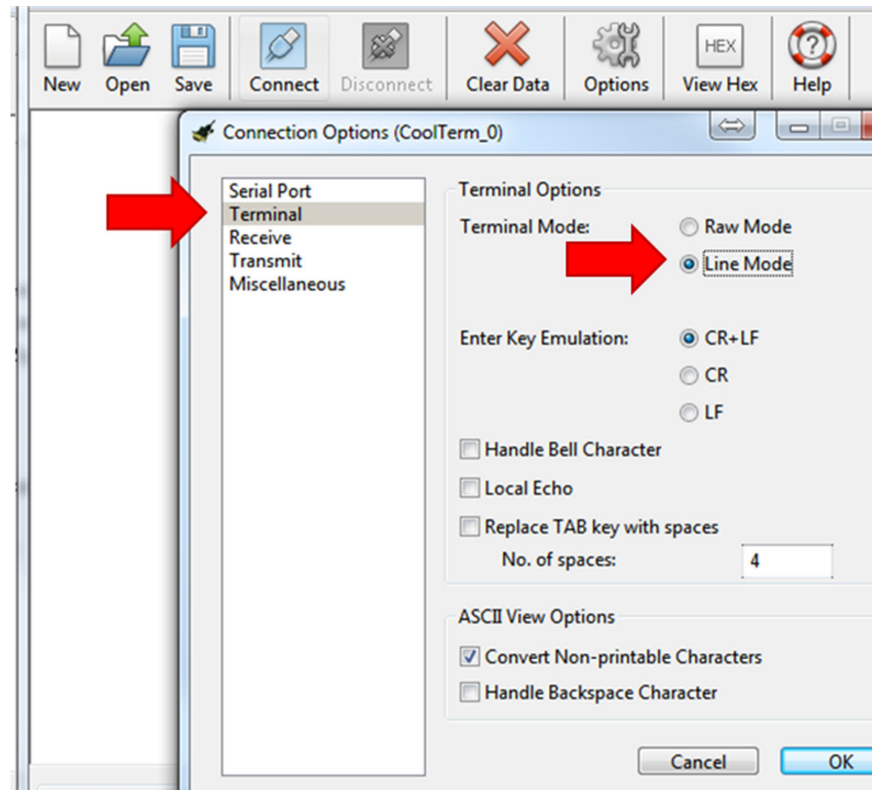 New Open Save Connect Disconnect Clear Data Options HEX View Hex Help
Connection Options (CoolTerm_0)
Serial Port
Terminal
Receive
Transmit
Miscellaneous
Terminal Options
Terminal Mode: Raw Mode
Line Mode
Enter Key Emulation: CR+LF
CR
LF
Handle Bell Character
Local Echo
Replace TAB key with spaces
No. of spaces: 4
ASCII View Options
Convert Non-printable Characters
Handle Backspace Character
Cancel OK